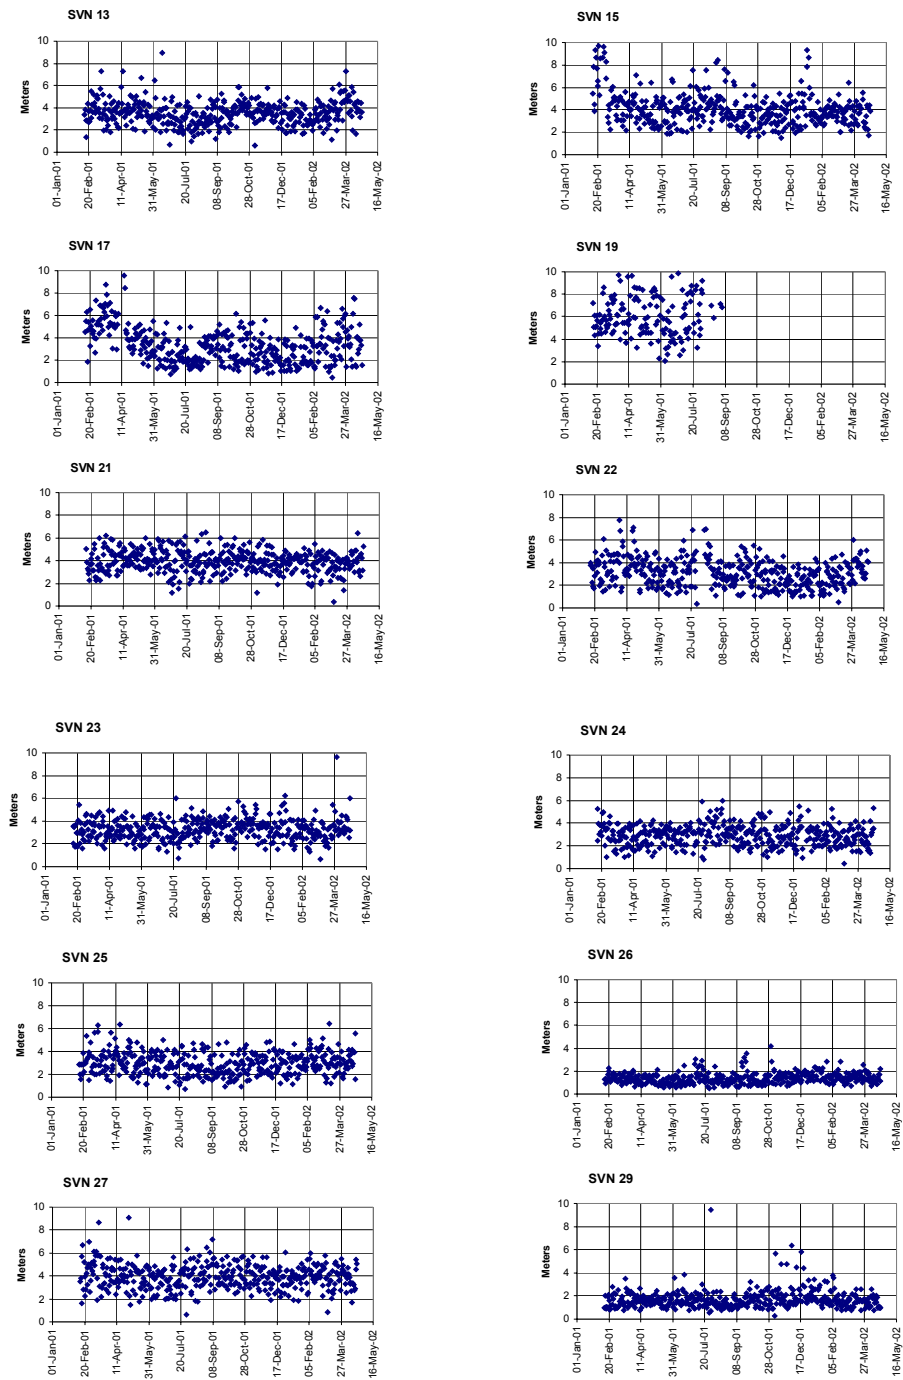 SVN 13
10
8
6
4
2
0
Meters
01-Jan-01 20-Feb-01 11-Apr-01 31-May-01 20-Jul-01 08-Sep-01 28-Oct-01 17-Dec-01 05-Feb-02 27-Mar-02 16-May-02
SVN 15
10
8
6
4
2
0
Meters
01-Jan-01 20-Feb-01 11-Apr-01 31-May-01 20-Jul-01 08-Sep-01 28-Oct-01 17-Dec-01 05-Feb-02 27-Mar-02 16-May-02
SVN 17
10
8
6
4
2
0
Meters
01-Jan-01 20-Feb-01 11-Apr-01 31-May-01 20-Jul-01 08-Sep-01 28-Oct-01 17-Dec-01 05-Feb-02 27-Mar-02 16-May-02
SVN 19
10
8
6
4
2
0
Meters
01-Jan-01 20-Feb-01 11-Apr-01 31-May-01 20-Jul-01 08-Sep-01 28-Oct-01 17-Dec-01 05-Feb-02 27-Mar-02 16-May-02
SVN 21
10
8
6
4
2
0
Meters
01-Jan-01 20-Feb-01 11-Apr-01 31-May-01 20-Jul-01 08-Sep-01 28-Oct-01 17-Dec-01 05-Feb-02 27-Mar-02 16-May-02
SVN 22
10
8
6
4
2
0
Meters
01-Jan-01 20-Feb-01 11-Apr-01 31-May-01 20-Jul-01 08-Sep-01 28-Oct-01 17-Dec-01 05-Feb-02 27-Mar-02 16-May-02
SVN 23
10
8
6
4
2
0
Meters
01-Jan-01 20-Feb-01 11-Apr-01 31-May-01 20-Jul-01 08-Sep-01 28-Oct-01 17-Dec-01 05-Feb-02 27-Mar-02 16-May-02
SVN 24
10
8
6
4
2
0
Meters
01-Jan-01 20-Feb-01 11-Apr-01 31-May-01 20-Jul-01 08-Sep-01 28-Oct-01 17-Dec-01 05-Feb-02 27-Mar-02 16-May-02
SVN 25
10
8
6
4
2
0
Meters
01-Jan-01 20-Feb-01 11-Apr-01 31-May-01 20-Jul-01 08-Sep-01 28-Oct-01 17-Dec-01 05-Feb-02 27-Mar-02 16-May-02
SVN 26
10
8
6
4
2
0
Meters
01-Jan-01 20-Feb-01 11-Apr-01 31-May-01 20-Jul-01 08-Sep-01 28-Oct-01 17-Dec-01 05-Feb-02 27-Mar-02 16-May-02
SVN 27
10
8
6
4
2
0
Meters
01-Jan-01 20-Feb-01 11-Apr-01 31-May-01 20-Jul-01 08-Sep-01 28-Oct-01 17-Dec-01 05-Feb-02 27-Mar-02 16-May-02
SVN 29
10
8
6
4
2
0
Meters
01-Jan-01 20-Feb-01 11-Apr-01 31-May-01 20-Jul-01 08-Sep-01 28-Oct-01 17-Dec-01 05-Feb-02 27-Mar-02 16-May-02